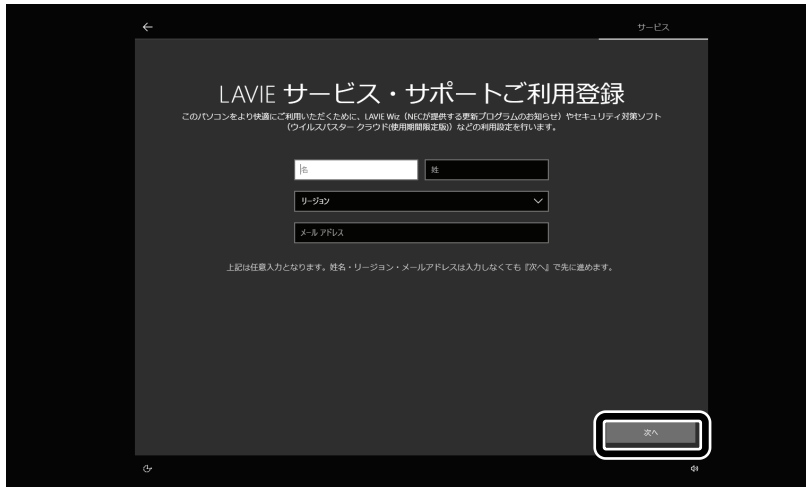 サービス
LAVIE サービス・サポートご利用登録
このパソコンをより快適にご利用いただくために、LAVIE Wiz（NECが提供する更新プログラムのお知らせ）やセキュリティ対策ソフト
（ウイルスバスター クラウド(使用期間限定版)）などの利用設定を行います。
名
姓
リージョン
メール アドレス
上記は任意入力となります。姓名・リージョン・メールアドレスは入力しなくても『次へ』で先に進めます。
次へ